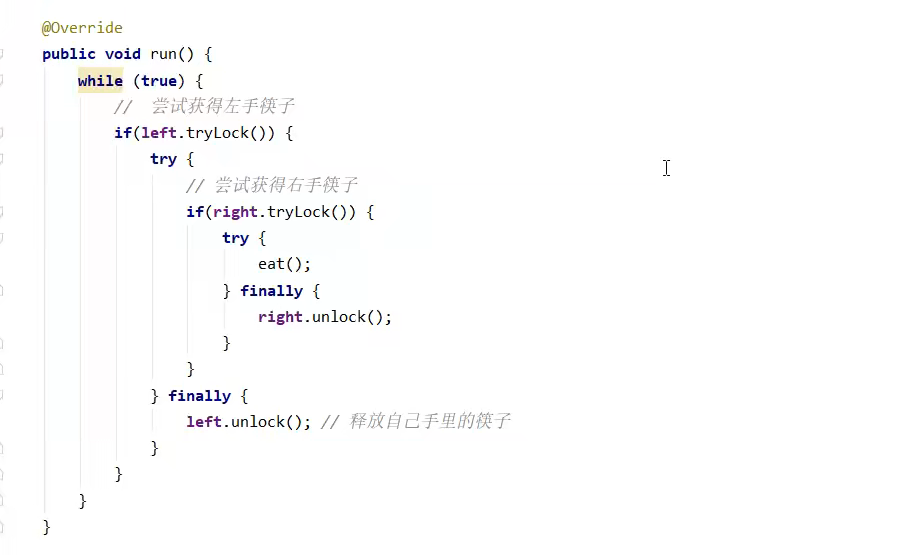 @Override
public void run() {
while (true) {
// 尝试获得左手筷子
if(left.tryLock()) {
try {
// 尝试获得右手筷子
if(right.tryLock()) {
try {
eat();
} finally {
right.unlock();
}
}
} finally {
left.unlock(); // 释放自己手里的筷子
}
}
}
}